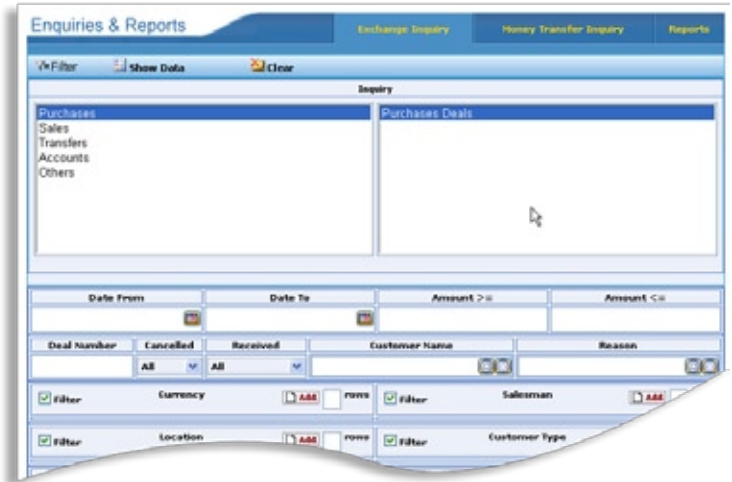 Enquiries & Reports
Exchange Inquiry Money Transfer Inquiry Reports
Filter Show Data Clear
Inquiry
Purchases Purchases Deals
Sales
Transfers
Accounts
Others
Date From Date To Amount >= Amount <=
Deal Number Cancelled Received Customer Name Reason
All All
Filter Currency Add rows Filter Salesman Add
Filter Location Add rows Filter Customer Type